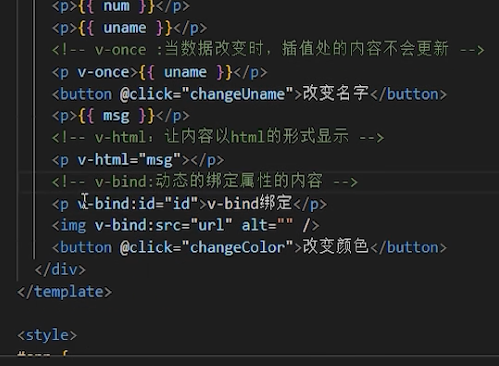 <p>{{ num }}</p>
<p>{{ uname }}</p>
<!-- v-once :当数据改变时，插值处的内容不会更新 -->
<p v-once>{{ uname }}</p>
<button @click="changeUname">改变名字</button>
<p>{{ msg }}</p>
<!-- v-html：让内容以html的形式显示 -->
<p v-html="msg"></p>
<!-- v-bind:动态的绑定属性的内容 -->
<p v-bind:id="id">v-bind绑定</p>
<img v-bind:src="url" alt="" />
<button @click="changeColor">改变颜色</button>
</div>
</template>
<style>
#app {